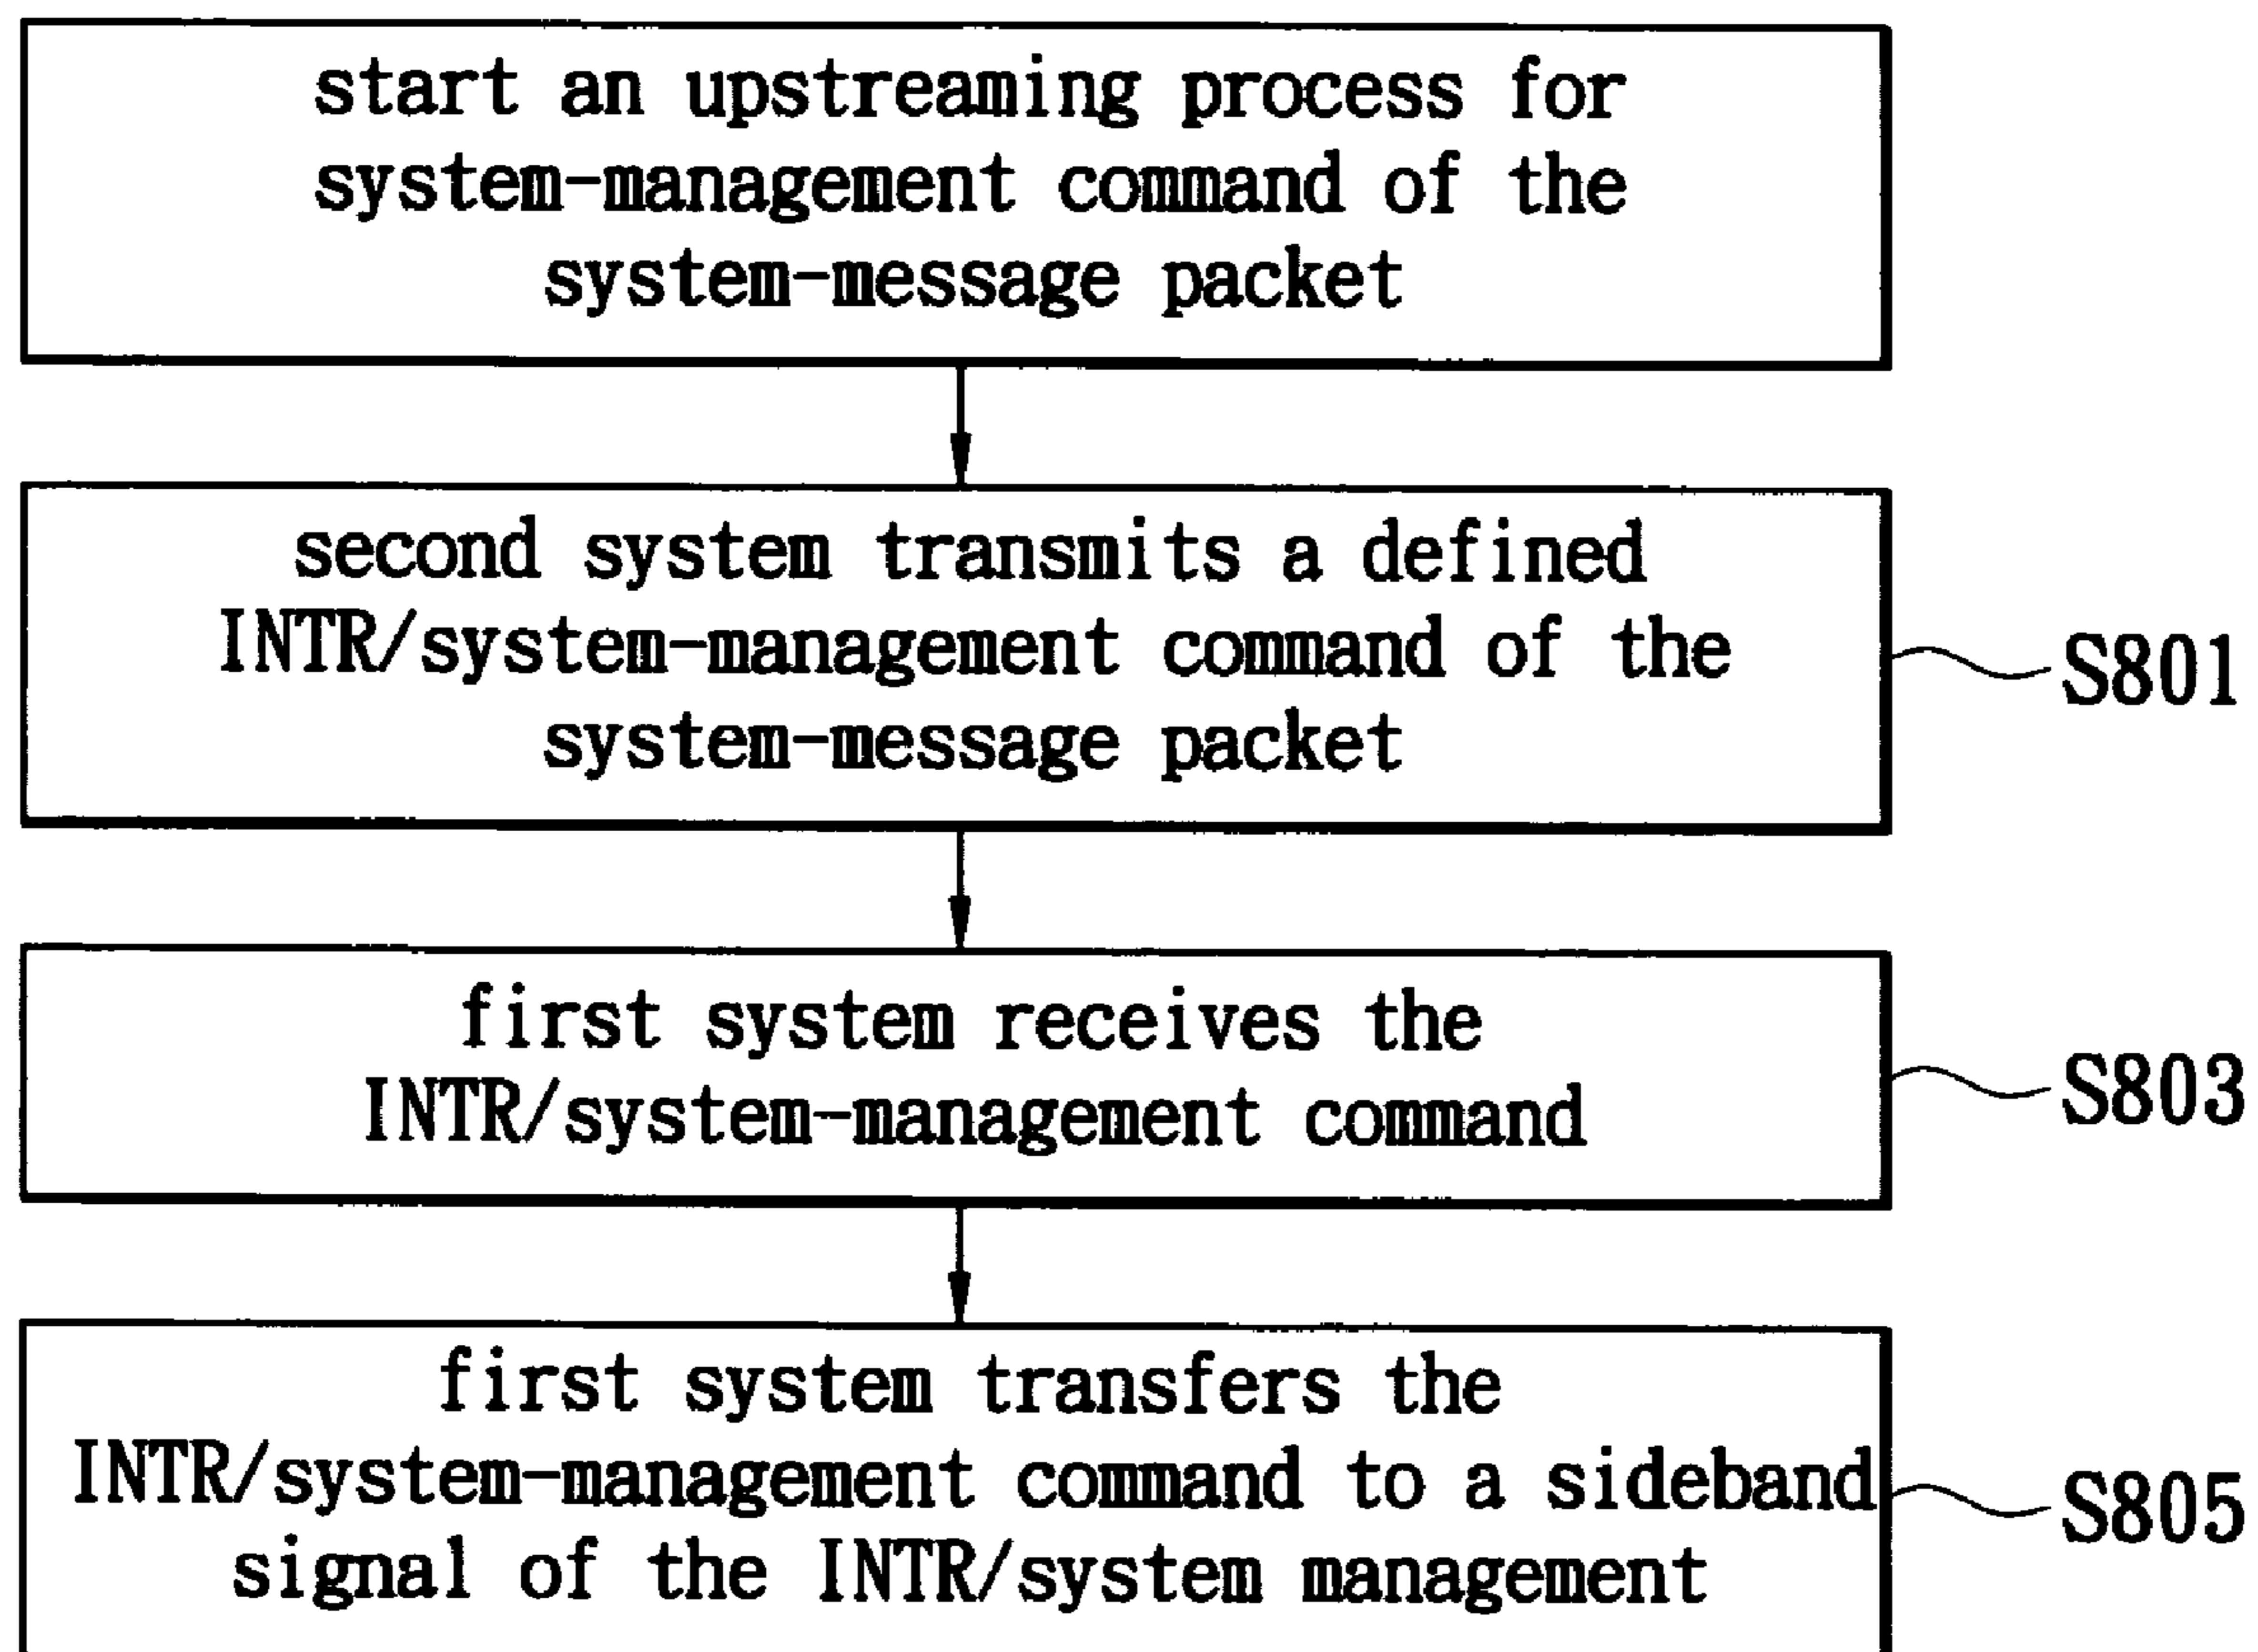 start an upstreaming process for
system-management command of the
system-message packet
second system transmits a defined
INTR/system-management command of the
system-message packet
S801
first system receives the
INTR/system-management command
S803
first system transfers the
INTR/system-management command to a sideband
signal of the INTR/system management
S805